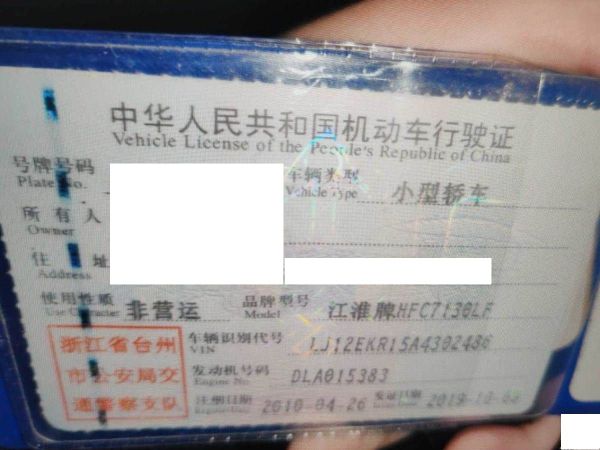 中华人民共和国机动车行驶证
Vehicle License of the People's Republic of China
号牌号码 车辆类型 小型轿车
Plate No. Vehicle Type
所有人
Owner
住 址
Address
使用性质 非营运 品牌型号 江淮牌HFC7130LF
Use Character Model
浙江省台州 车辆识别代号 LJ12EKR15A4302486
VIN
市公安局交 发动机号码 DLA015383
Engine No.
通警察支队 注册日期 2010-04-26 发证日期 2019-10-08